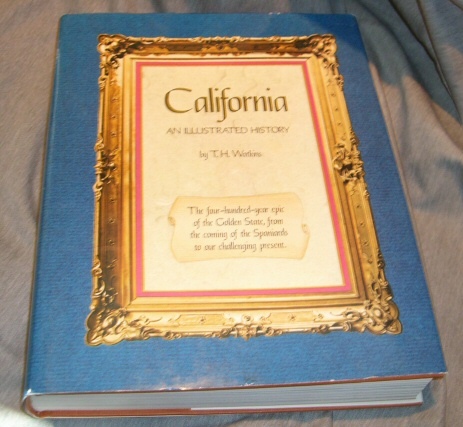 California
AN ILLUSTRATED HISTORY
by T. H. Watkins
The four-hundred-year epic
of the Golden State, from
the coming of the Spaniards
to our challenging present.